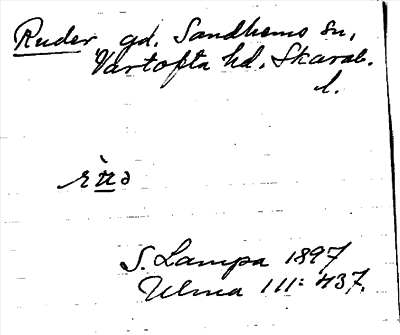 Ruder gd. Sandhems sn,
Vartofta hd. Skarab.
l.
S. Lampa 1897
Ulma 111: 437.